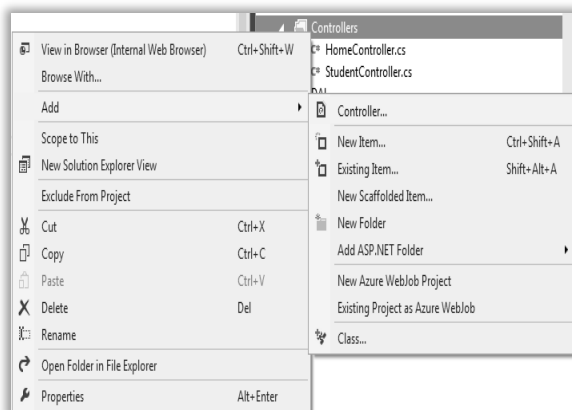 Controllers
C# HomeController.cs
C# StudentController.cs
View in Browser (Internal Web Browser) Ctrl+Shift+W
Browse With...
Add
Scope to This
New Solution Explorer View
Exclude From Project
Cut Ctrl+X
Copy Ctrl+C
Paste Ctrl+V
Delete Del
Rename
Open Folder in File Explorer
Properties Alt+Enter
Controller...
New Item... Ctrl+Shift+A
Existing Item... Shift+Alt+A
New Scaffolded Item...
New Folder
Add ASP.NET Folder
New Azure WebJob Project
Existing Project as Azure WebJob
Class...